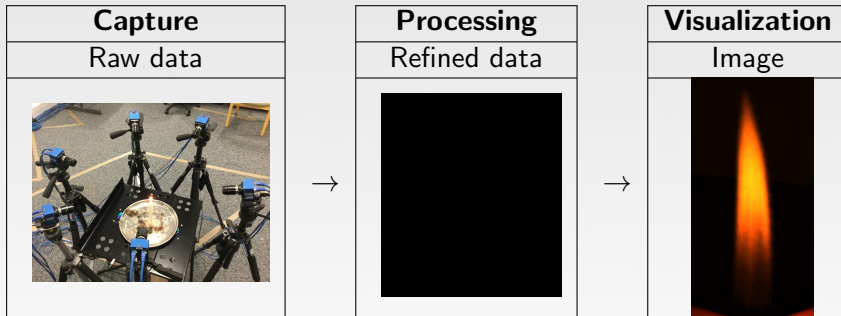 Capture
Raw data
→
Processing
Refined data
→
Visualization
Image